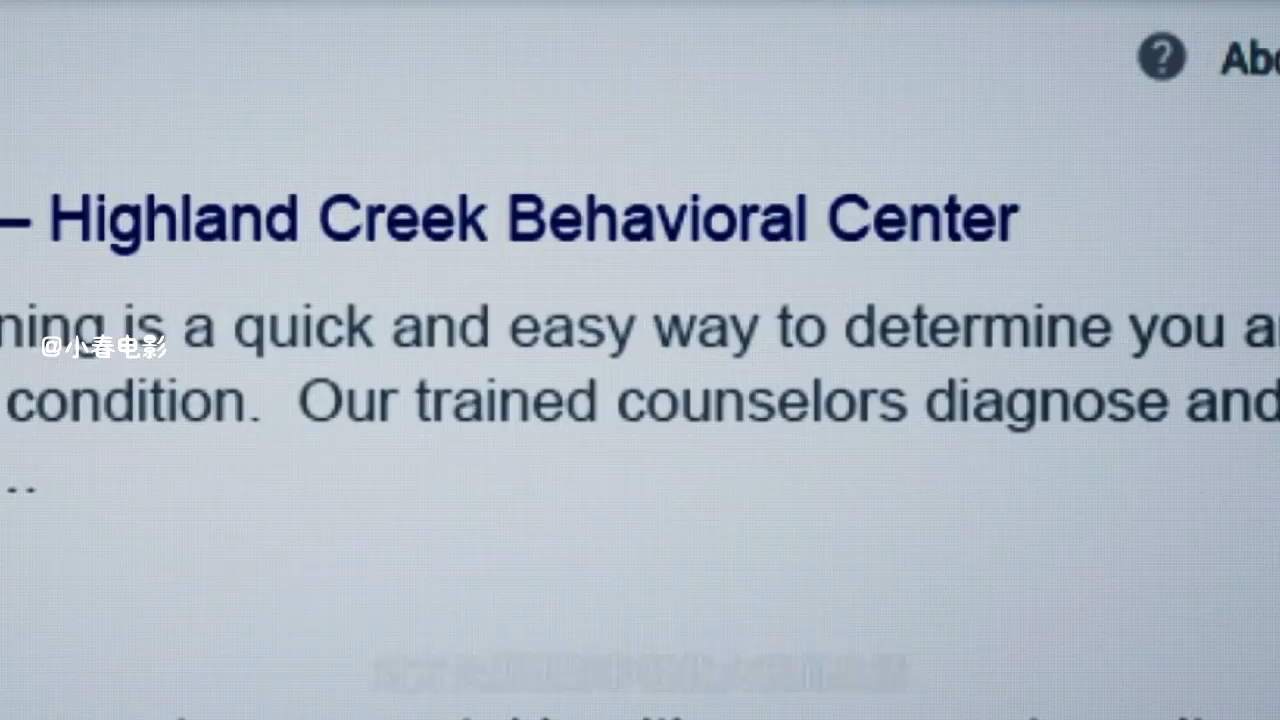 ? Abo
– Highland Creek Behavioral Center
ning is a quick and easy way to determine you a
@小春电影
condition. Our trained counselors diagnose and
..